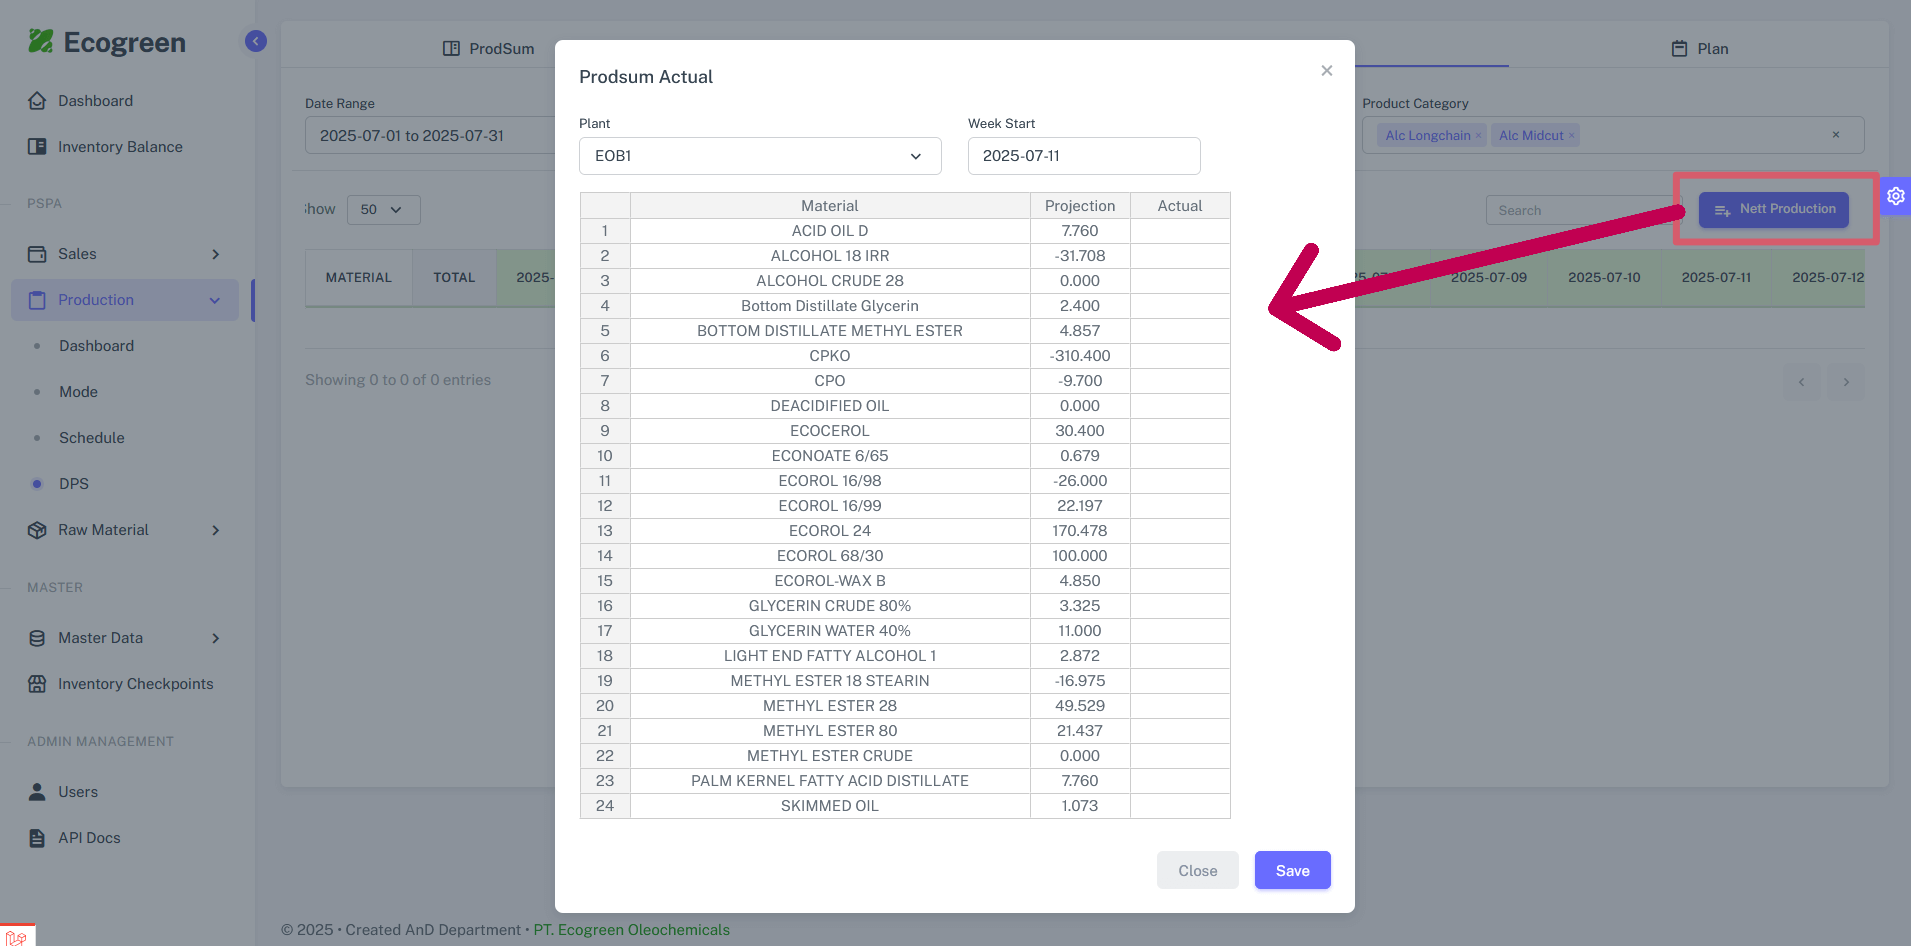 Ecogreen
Dashboard
Inventory Balance
PSPA
Sales
Production
Dashboard
Mode
Schedule
DPS
Raw Material
MASTER
Master Data
Inventory Checkpoints
ADMIN MANAGEMENT
Users
API Docs
ProdSum
Plan
Date Range
2025-07-01 to 2025-07-31
Product Category
Alc Longchain × Alc Midcut ×
Show 50
Search
Nett Production
MATERIAL TOTAL 2025- 2025-07-09 2025-07-10 2025-07-11 2025-07-12
Showing 0 to 0 of 0 entries
Prodsum Actual
Plant
EOB1
Week Start
2025-07-11
Material Projection Actual
1 ACID OIL D 7.760
2 ALCOHOL 18 IRR -31.708
3 ALCOHOL CRUDE 28 0.000
4 Bottom Distillate Glycerin 2.400
5 BOTTOM DISTILLATE METHYL ESTER 4.857
6 CPKO -310.400
7 CPO -9.700
8 DEACIDIFIED OIL 0.000
9 ECOCEROL 30.400
10 ECONOATE 6/65 0.679
11 ECOROL 16/98 -26.000
12 ECOROL 16/99 22.197
13 ECOROL 24 170.478
14 ECOROL 68/30 100.000
15 ECOROL-WAX B 4.850
16 GLYCERIN CRUDE 80% 3.325
17 GLYCERIN WATER 40% 11.000
18 LIGHT END FATTY ALCOHOL 1 2.872
19 METHYL ESTER 18 STEARIN -16.975
20 METHYL ESTER 28 49.529
21 METHYL ESTER 80 21.437
22 METHYL ESTER CRUDE 0.000
23 PALM KERNEL FATTY ACID DISTILLATE 7.760
24 SKIMMED OIL 1.073
Close Save
© 2025 • Created AnD Department • PT. Ecogreen Oleochemicals